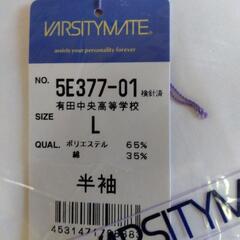 VARSITYMATE
assists your personality forever
NO. 5E377-01 検針済
有田中央高等学校
SIZE L
QUAL. ポリエステル 65%
綿 35%
半袖
VARSITYM